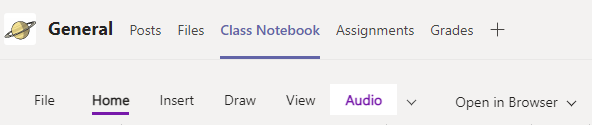 General Posts Files Class Notebook Assignments Grades +
File Home Insert Draw View Audio Open in Browser